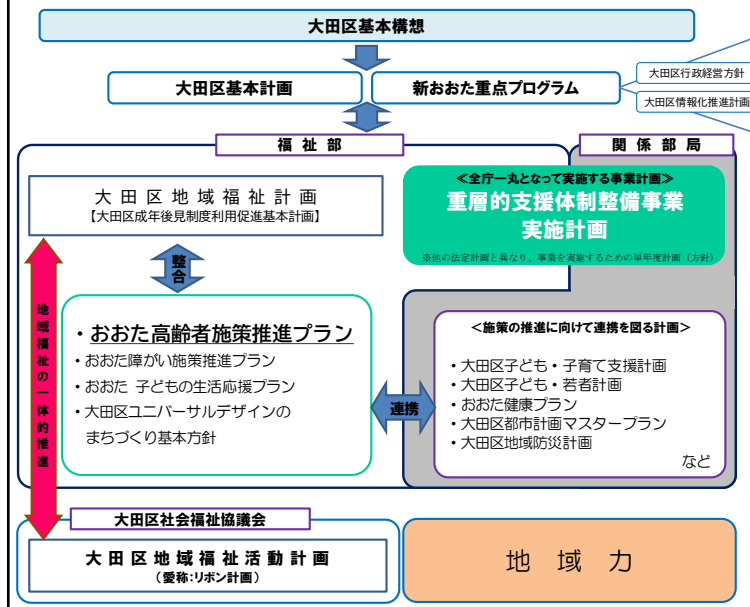 大田区基本構想
大田区基本計画
新おおた重点プログラム
大田区行政経営方針
大田区情報化推進計画
福祉部
関係部局
大田区地域福祉計画
【大田区成年後見制度利用促進基本計画】
≪全庁一丸となって実施する事業計画≫
重層的支援体制整備事業
実施計画
※他の法定計画と異なり、事業を実施するための単年度計画（方針）
整合
地域福祉の一体的推進
・おおた高齢者施策推進プラン
・おおた障がい施策推進プラン
・おおた 子どもの生活応援プラン
・大田区ユニバーサルデザインの
まちづくり基本方針
連携
＜施策の推進に向けて連携を図る計画＞
・大田区子ども・子育て支援計画
・大田区子ども・若者計画
・おおた健康プラン
・大田区都市計画マスタープラン
・大田区地域防災計画
など
大田区社会福祉協議会
大田区地域福祉活動計画
（愛称:リボン計画）
地域力